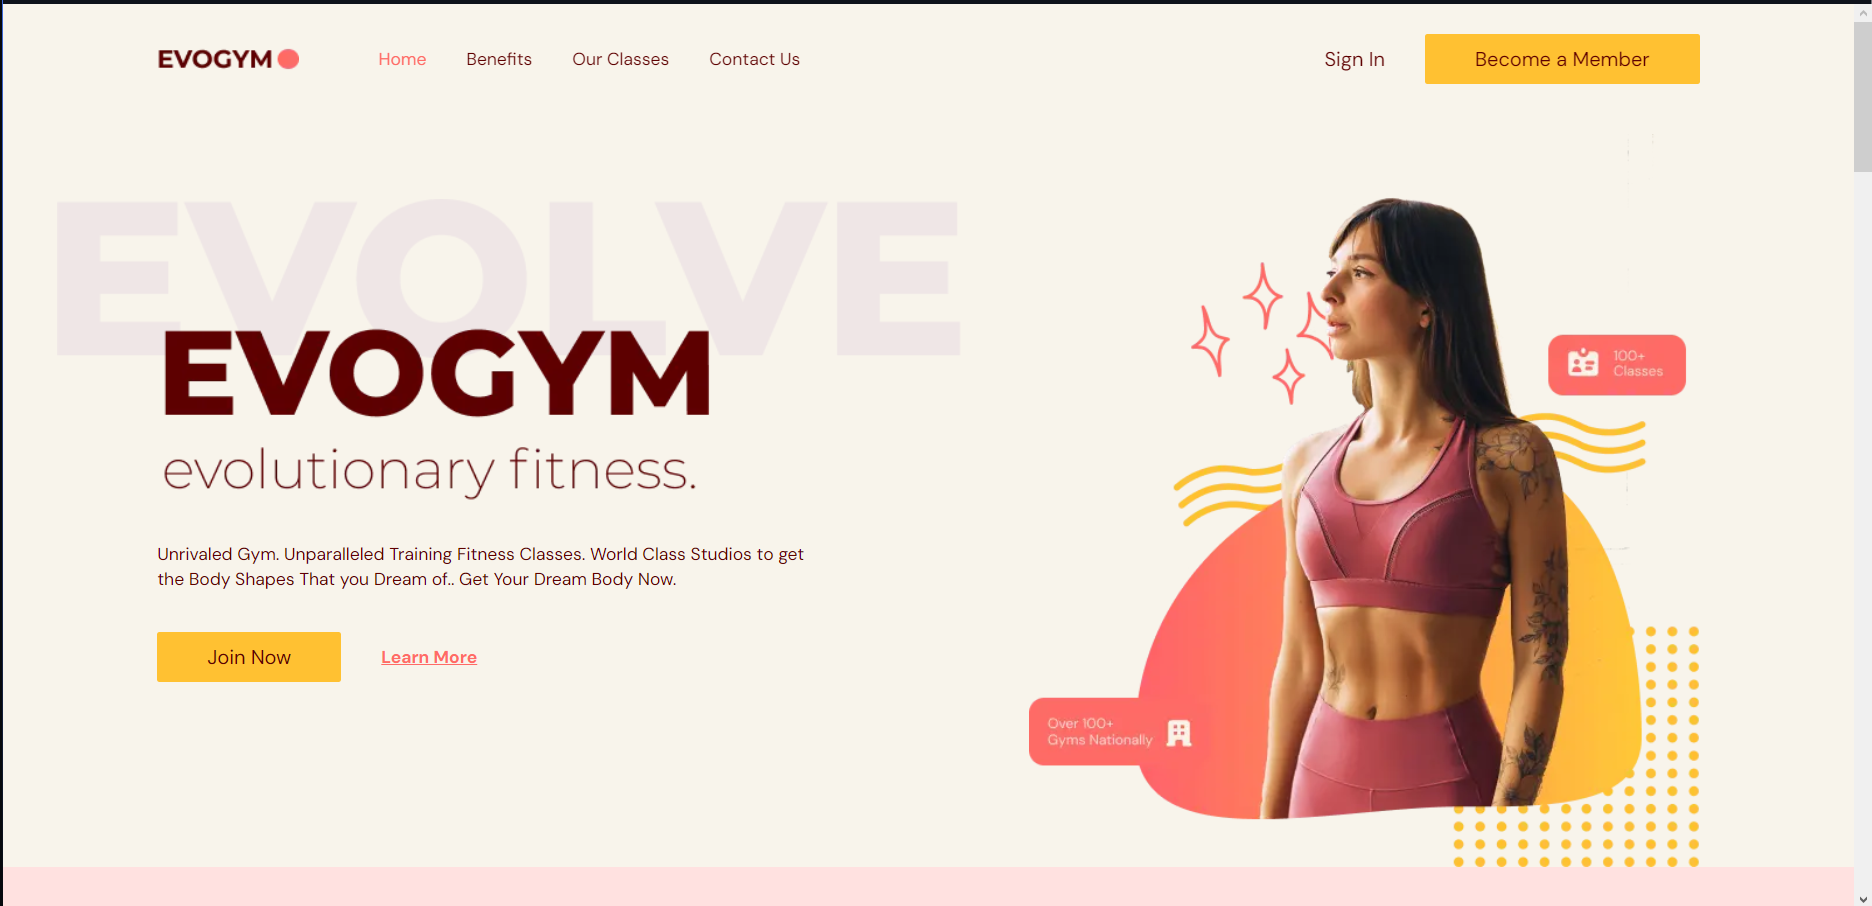 EVOGYM
Home
Benefits
Our Classes
Contact Us
Sign In
Become a Member
EVOLVE
EVOGYM
evolutionary fitness.
Unrivaled Gym. Unparalleled Training Fitness Classes. World Class Studios to get
the Body Shapes That you Dream of.. Get Your Dream Body Now.
Join Now
Learn More
100+
Classes
Over 100+
Gyms Nationally